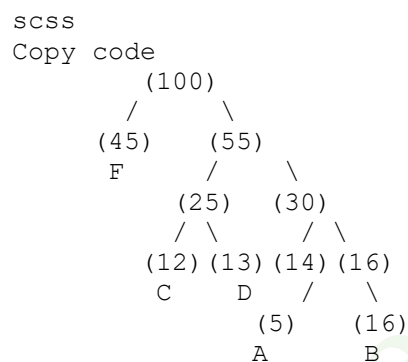 scss
Copy code
(100)
/ \
(45) (55)
F / \
(25) (30)
/ \ / \
(12) (13) (14) (16)
C D / \
(5) (16)
A B